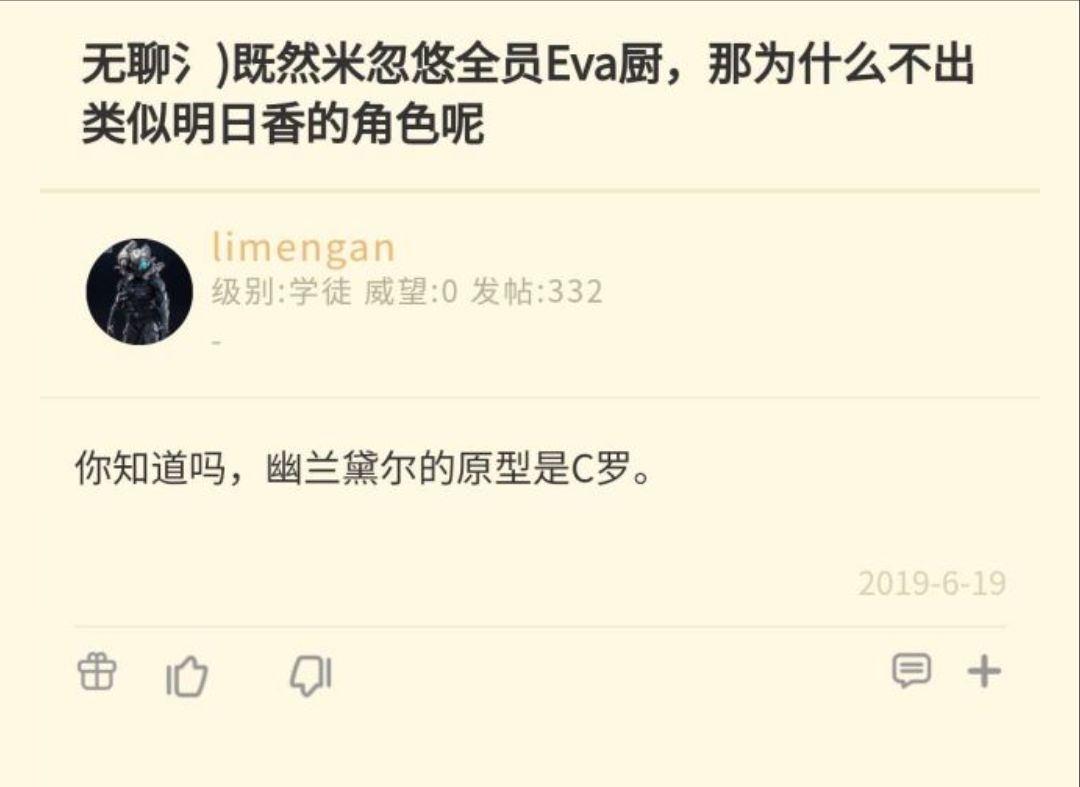 无聊氵)既然米忽悠全员Eva厨，那为什么不出
类似明日香的角色呢
limengan
级别:学徒 威望:0 发帖:332
-
你知道吗，幽兰黛尔的原型是C罗。
2019-6-19